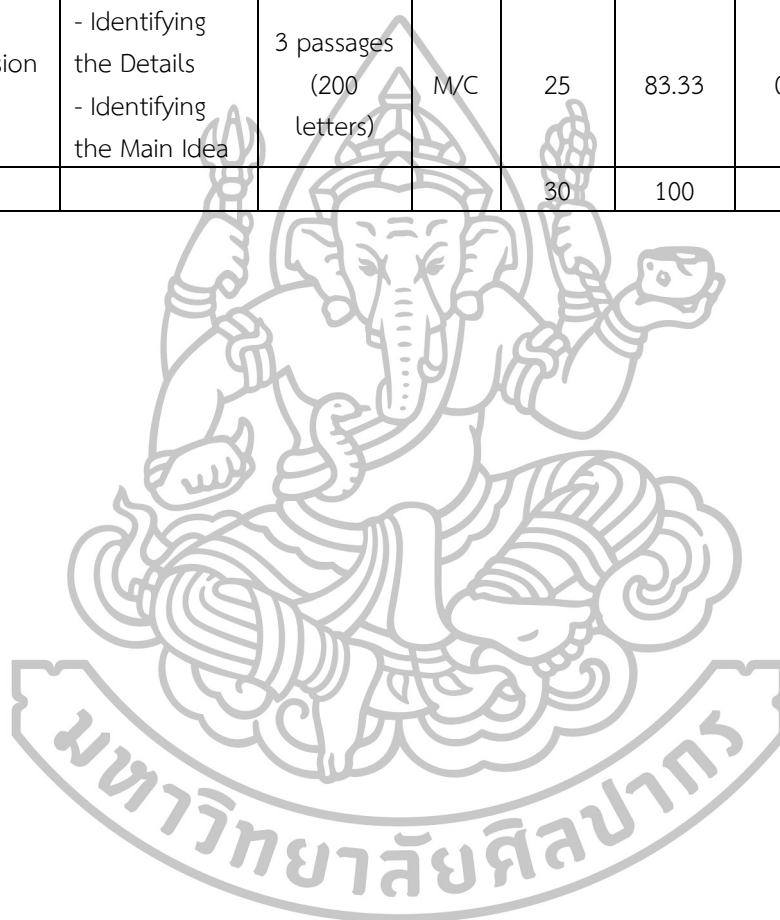 - Identifying
the Details
- Identifying
the Main Idea
3 passages
(200
letters)
M/C
25
83.33
30
100
มหาวิทยาลัยศิลปากร